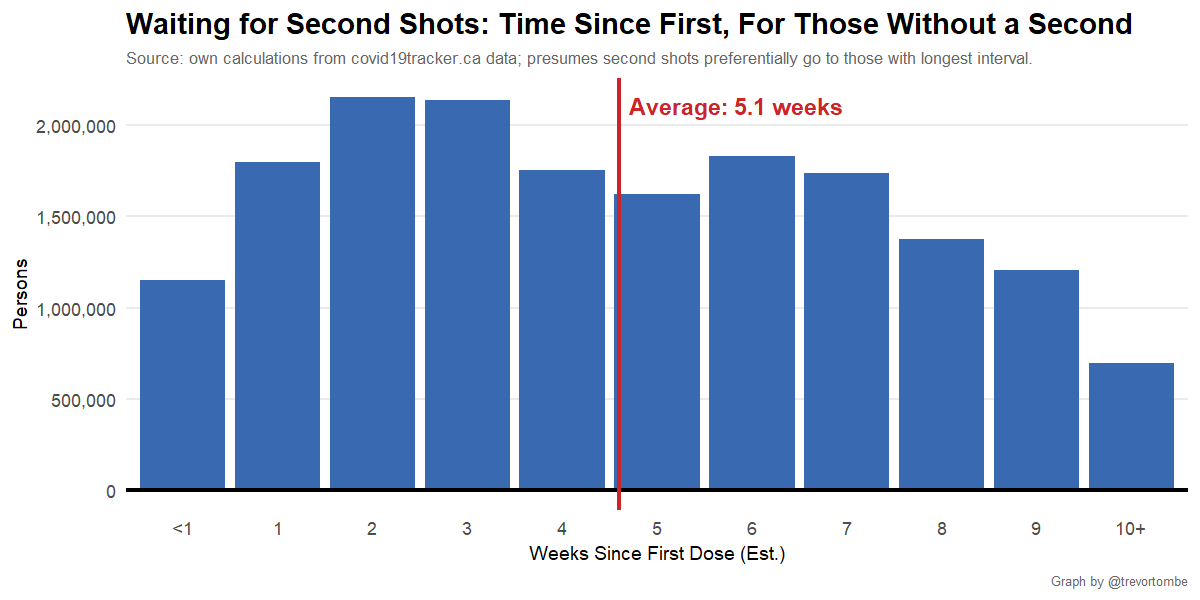 Waiting for Second Shots: Time Since First, For Those Without a Second
Source: own calculations from covid19tracker.ca data; presumes second shots preferentially go to those with longest interval.
Average: 5.1 weeks
Persons
2,000,000
1,500,000
1,000,000
500,000
0
<1 1 2 3 4 5 6 7 8 9 10+
Weeks Since First Dose (Est.)
Graph by @trevortombe